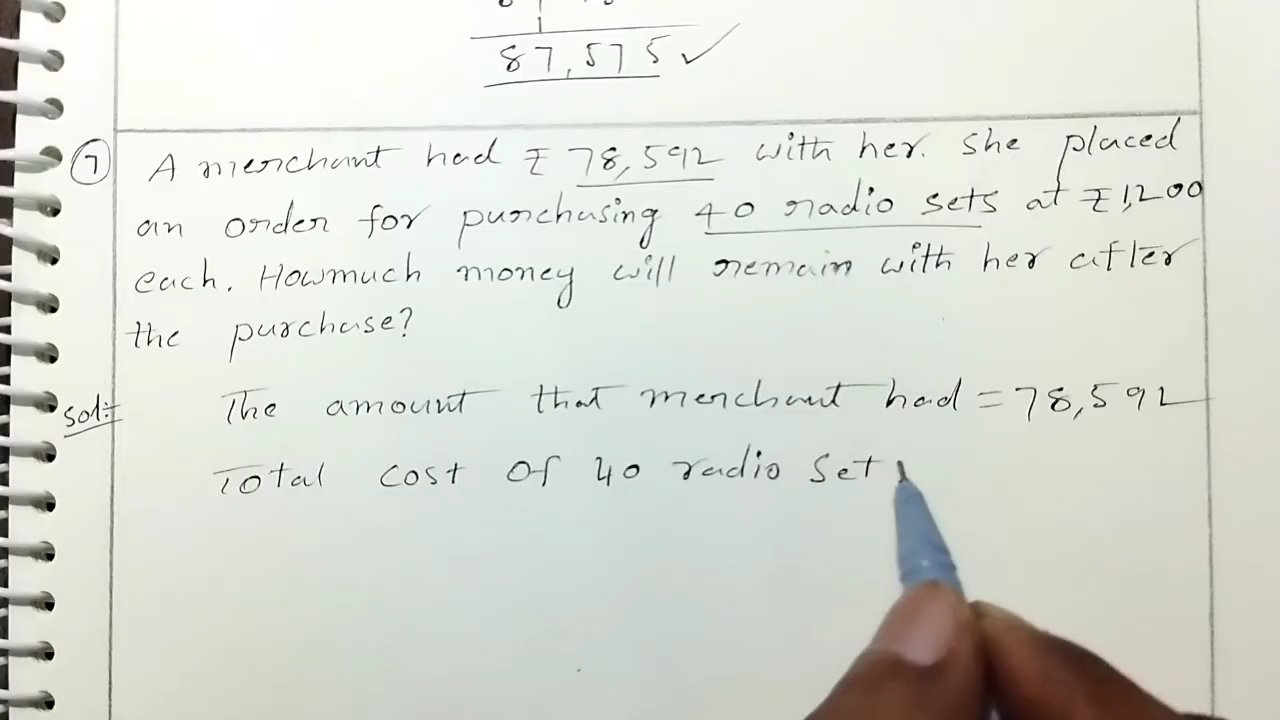 87,575 ✓
7 A merchant had ₹ 78,592 with her. She placed
an order for purchasing 40 radio sets at ₹1,200
each. Howmuch money will remain with her after
the purchase?
Sol:- The amount that merchant had = 78,592
Total cost of 40 radio set